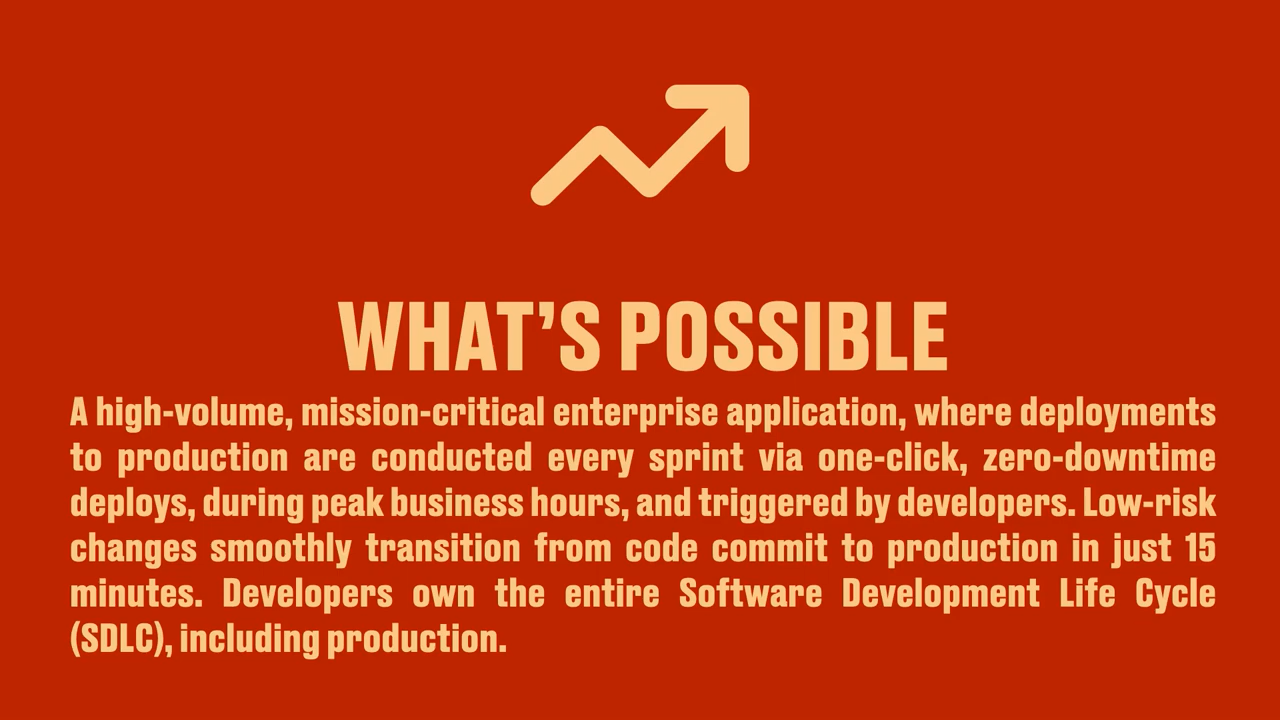 WHAT’S POSSIBLE
A high-volume, mission-critical enterprise application, where deployments
to production are conducted every sprint via one-click, zero-downtime
deploys, during peak business hours, and triggered by developers. Low-risk
changes smoothly transition from code commit to production in just 15
minutes. Developers own the entire Software Development Life Cycle
(SDLC), including production.